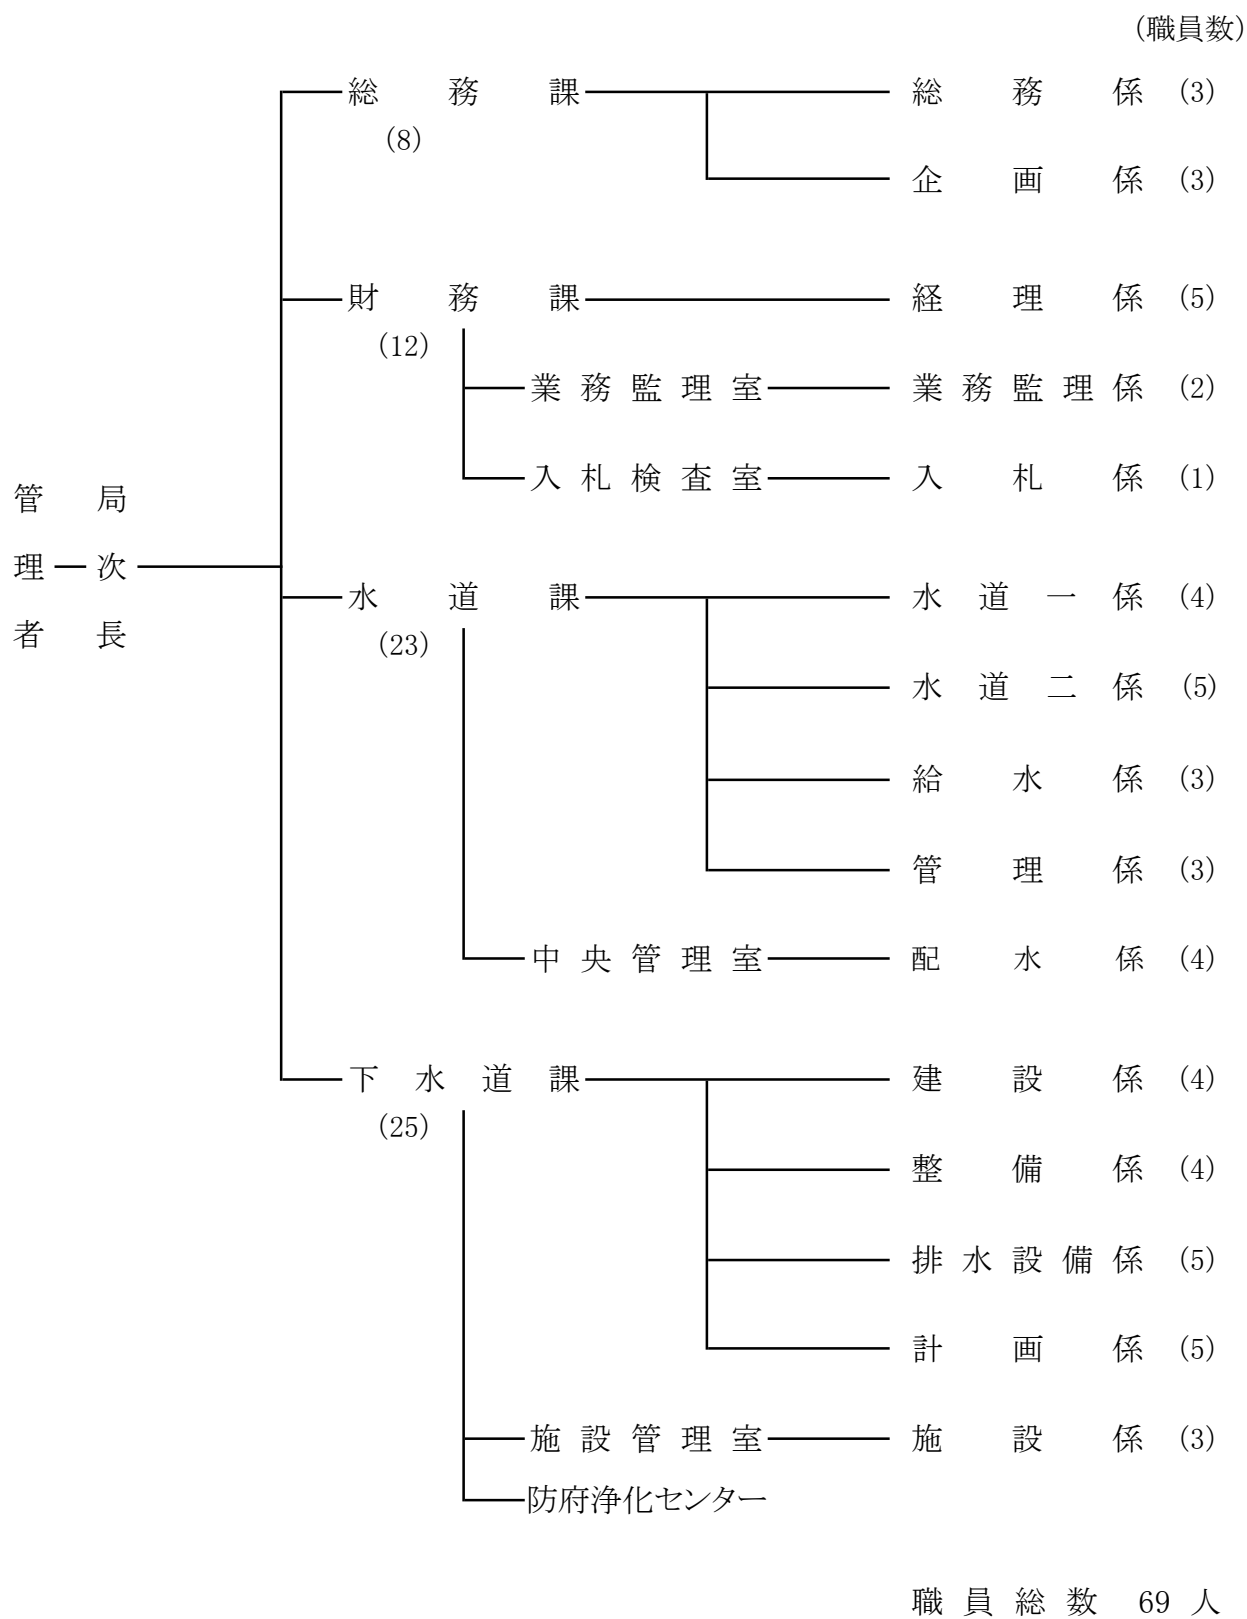 (職員数)
総務課 総務係 (3)
(8)
企画係 (3)
財務課 経理係 (5)
(12)
業務監理室 業務監理係 (2)
入札検査室 入札係 (1)
管理者 局次長
水道課 水道一係 (4)
(23)
水道二係 (5)
給水係 (3)
管理係 (3)
中央管理室 配水係 (4)
下水道課 建設係 (4)
(25)
整備係 (4)
排水設備係 (5)
計画係 (5)
施設管理室 施設係 (3)
防府浄化センター
職員総数 69 人